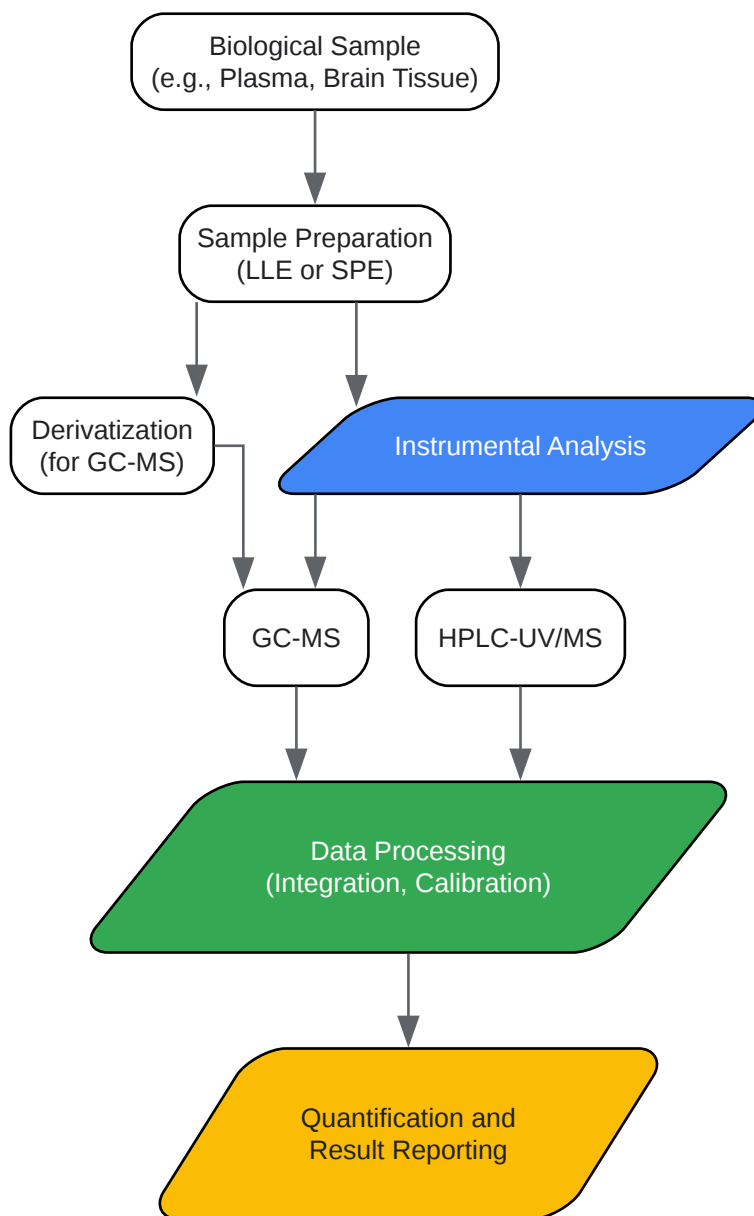 Biological Sample
(e.g., Plasma, Brain Tissue)
Sample Preparation
(LLE or SPE)
Derivatization
(for GC-MS)
Instrumental Analysis
GC-MS
HPLC-UV/MS
Data Processing
(Integration, Calibration)
Quantification and
Result Reporting